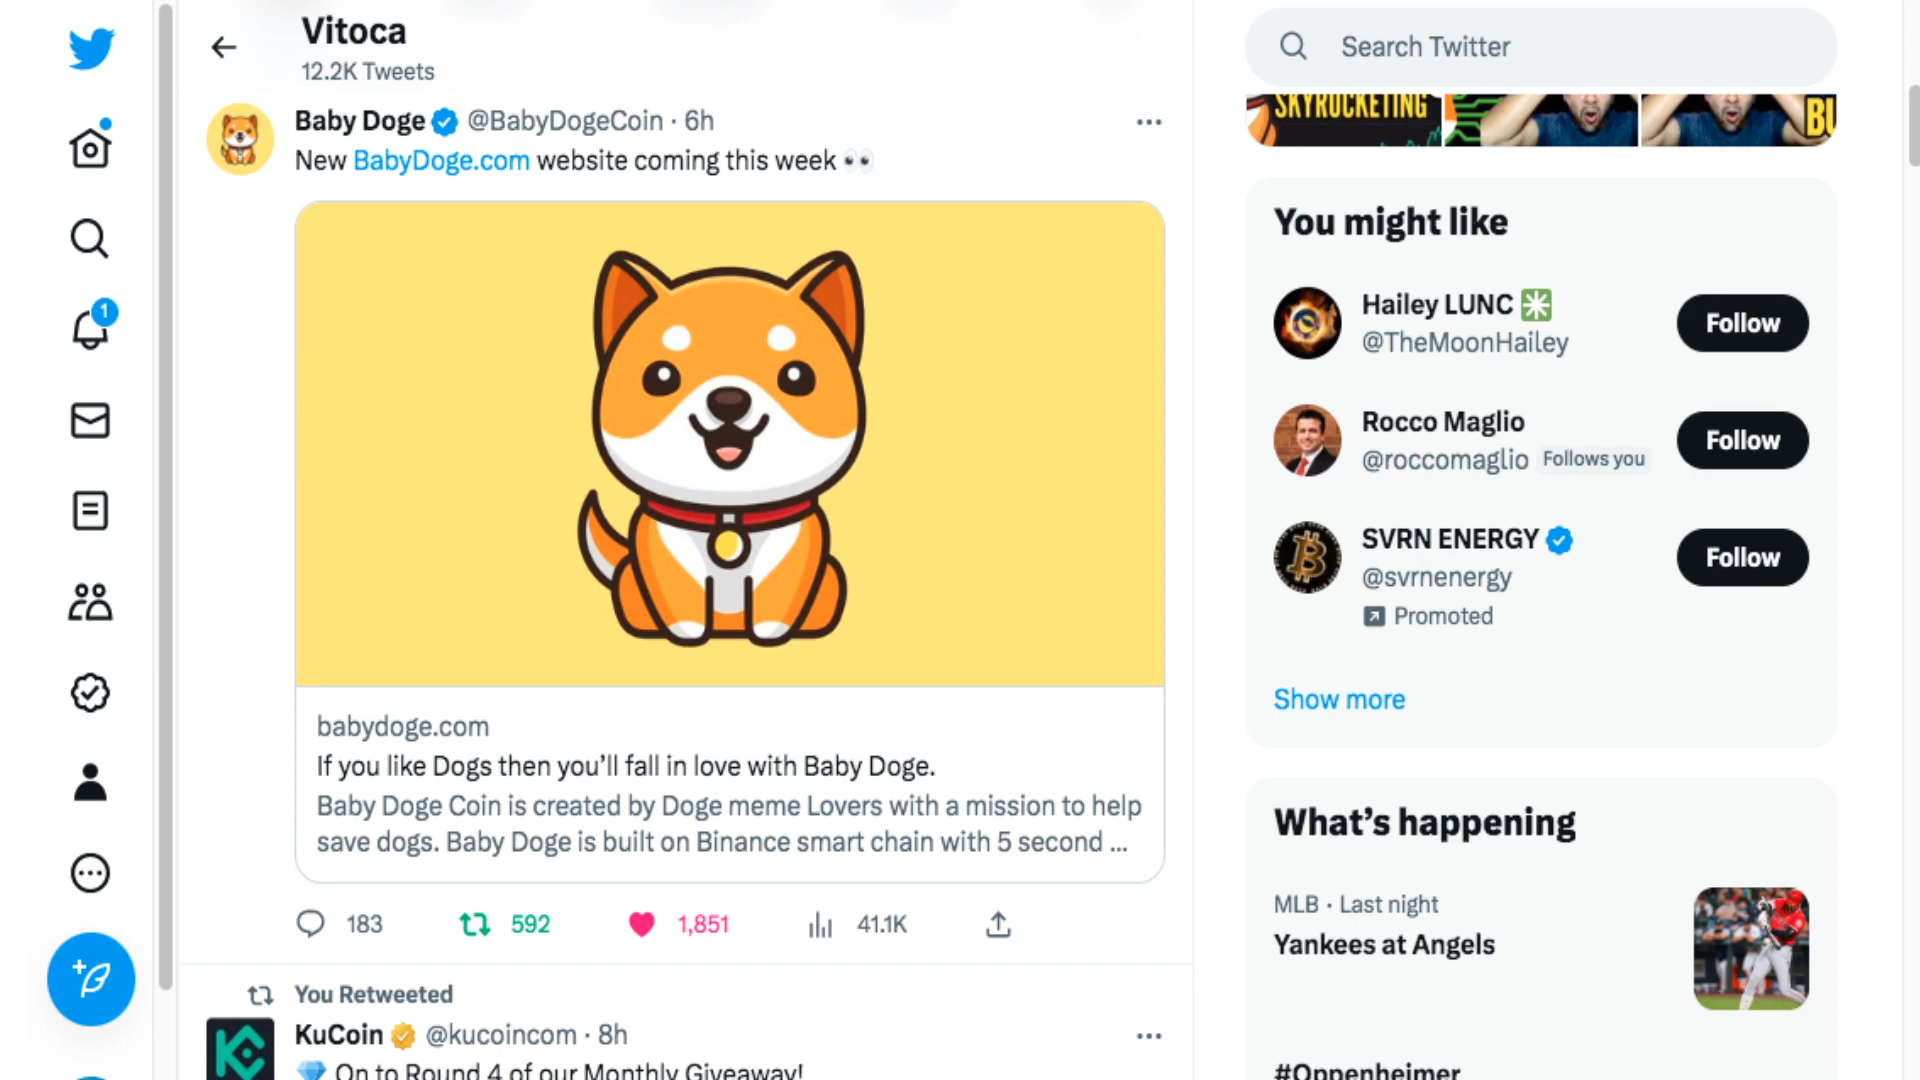 Vitoca
12.2K Tweets
Baby Doge @BabyDogeCoin · 6h
New BabyDoge.com website coming this week 👀
babydoge.com
If you like Dogs then you’ll fall in love with Baby Doge.
Baby Doge Coin is created by Doge meme Lovers with a mission to help
save dogs. Baby Doge is built on Binance smart chain with 5 second ...
183 592 1,851 41.1K
You Retweeted
KuCoin @kucoincom · 8h
💎 On to Round 4 of our Monthly Giveaway!
1
Search Twitter
SKYROCKETING
BU
You might like
Hailey LUNC ✳️
@TheMoonHailey
Follow
Rocco Maglio
@roccomaglio Follows you
Follow
SVRN ENERGY
@svrnenergy
Promoted
Follow
Show more
What’s happening
MLB · Last night
Yankees at Angels
#Oppenheimer